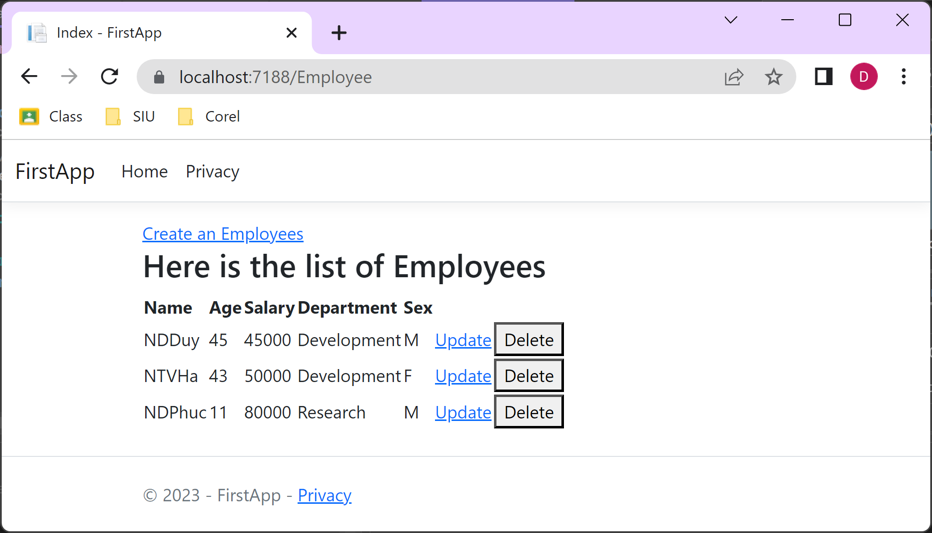 Index - FirstApp
localhost:7188/Employee
D
Class SIU Corel
FirstApp Home Privacy
Create an Employees
Here is the list of Employees
Name Age Salary Department Sex
NDDuy 45 45000 Development M Update Delete
NTVHa 43 50000 Development F Update Delete
NDPhuc 11 80000 Research M Update Delete
© 2023 - FirstApp - Privacy